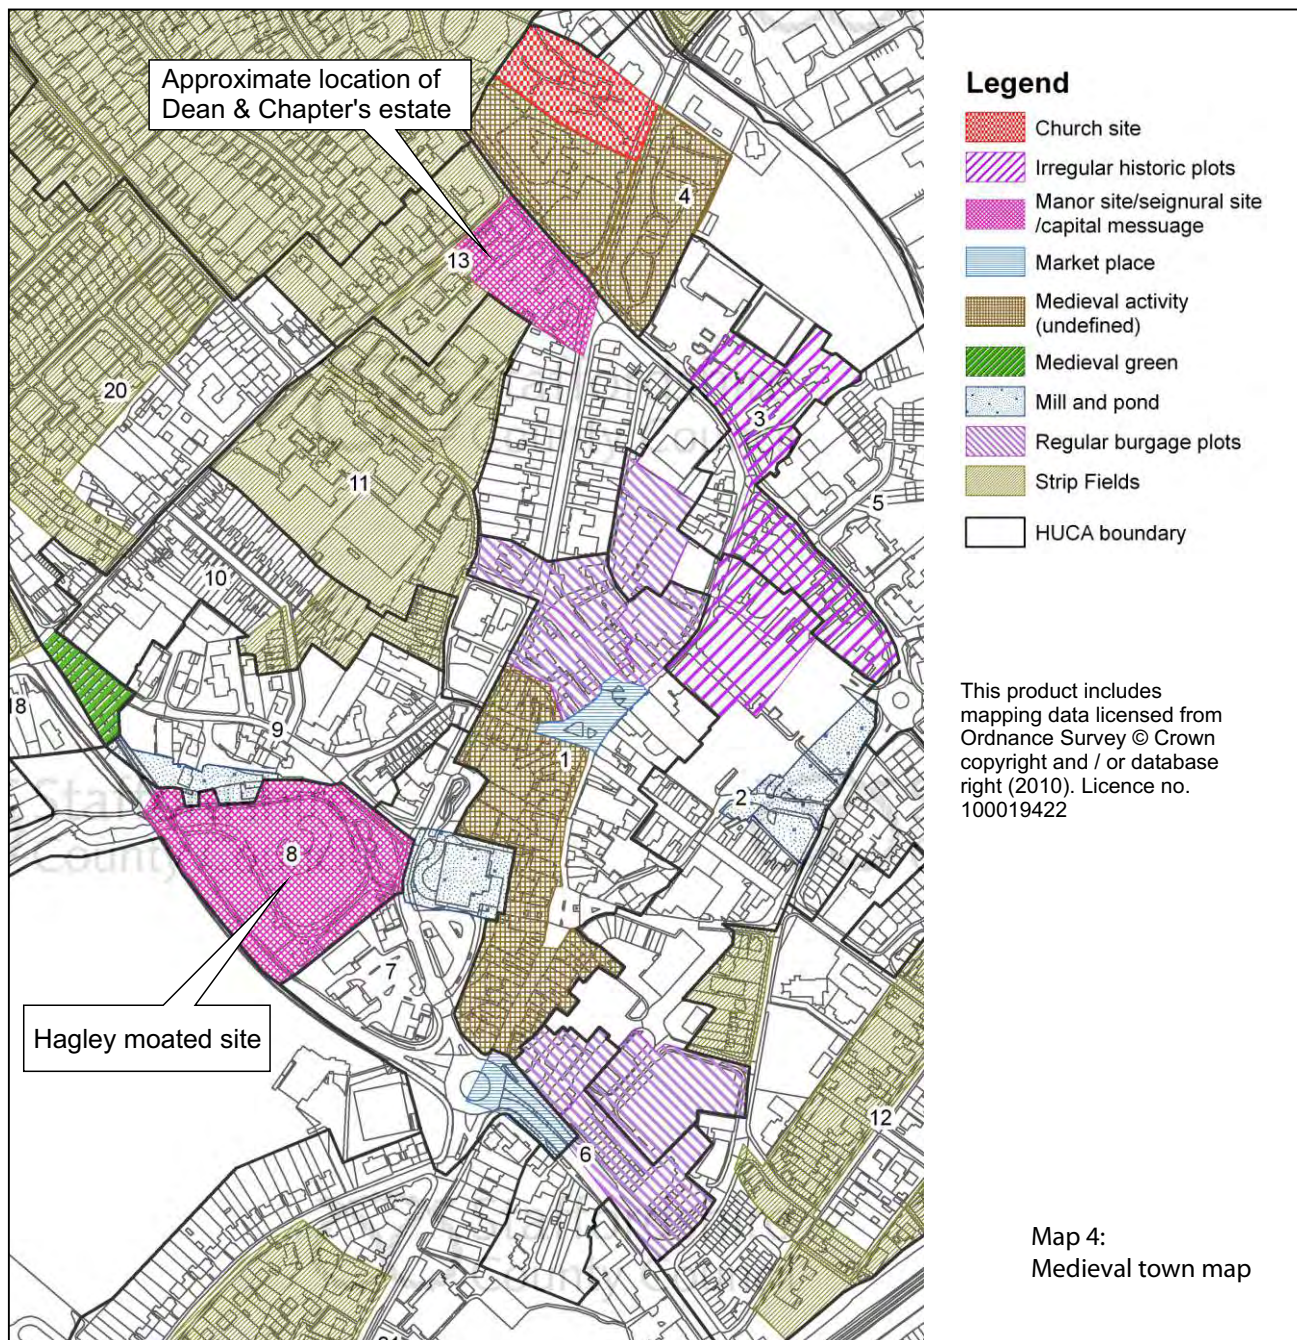 Approximate location of
Dean & Chapter's estate
4
13
3
20
5
11
10
18
9
1
2
8
7
Hagley moated site
12
6
Legend
Church site
Irregular historic plots
Manor site/seignural site
/capital messuage
Market place
Medieval activity
(undefined)
Medieval green
Mill and pond
Regular burgage plots
Strip Fields
HUCA boundary
This product includes
mapping data licensed from
Ordnance Survey © Crown
copyright and / or database
right (2010). Licence no.
100019422
Map 4:
Medieval town map